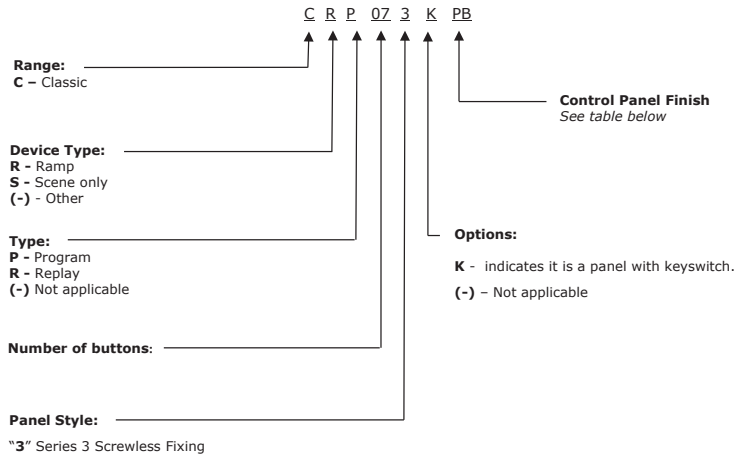 C R P 07 3 K PB
Range:
C – Classic
Control Panel Finish
See table below
Device Type:
R - Ramp
S - Scene only
(-) - Other
Type:
P - Program
R - Replay
(-) Not applicable
Options:
K - indicates it is a panel with keyswitch.
(-) – Not applicable
Number of buttons:
Panel Style:
“3” Series 3 Screwless Fixing